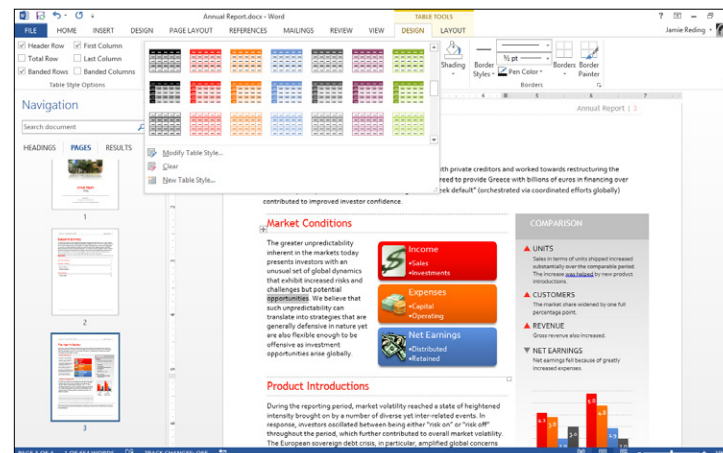 Annual Report.docx - Word
TABLE TOOLS
FILE HOME INSERT DESIGN PAGE LAYOUT REFERENCES MAILINGS REVIEW VIEW DESIGN LAYOUT
Jamie Reding
Header Row First Column
Total Row Last Column
Banded Rows Banded Columns
Table Style Options
Shading
Border Styles
½ pt
Pen Color
Borders
Border Painter
Borders
Modify Table Style...
Clear
New Table Style...
Navigation
Search document
HEADINGS PAGES RESULTS
1
2
3
Annual Report | 3
th private creditors and worked towards restructuring the
reed to provide Greece with billions of euros in financing over
eek default" (orchestrated via coordinated efforts globally)
contributed to improved investor confidence.
Market Conditions
The greater unpredictability
inherent in the markets today
presents investors with an
unusual set of global dynamics
that exhibit increased risks and
challenges but potential
opportunities. We believe that
such unpredictability can
translate into strategies that are
generally defensive in nature yet
are also flexible enough to be
offensive as investment
opportunities arise globally.
Income
•Sales
•Investments
Expenses
•Capital
•Operating
Net Earnings
•Distributed
•Retained
COMPARISON
UNITS
Sales in terms of units shipped increased
substantially over the comparable period.
The increase was helped by new product
introductions.
CUSTOMERS
The market share widened by one full
percentage point.
REVENUE
Gross revenue also increased.
NET EARNINGS
Net earnings fell because of greatly
increased expenses.
Product Introductions
During the reporting period, market volatility reached a state of heightened
intensity brought on by a number of diverse yet inter-related events. In
response, investors oscillated between being either "risk on" or "risk off"
throughout the period, which further contributed to overall market volatility.
The European sovereign debt crisis, in particular, amplified global concerns